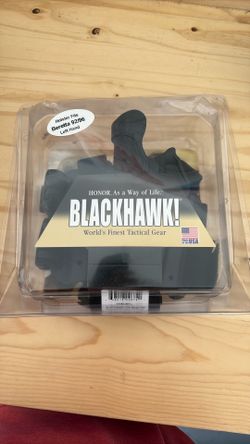 Holster Fits
Beretta 92/96
Left Hand
HONOR As a Way of Life.
BLACKHAWK!
World's Finest Tactical Gear
USA